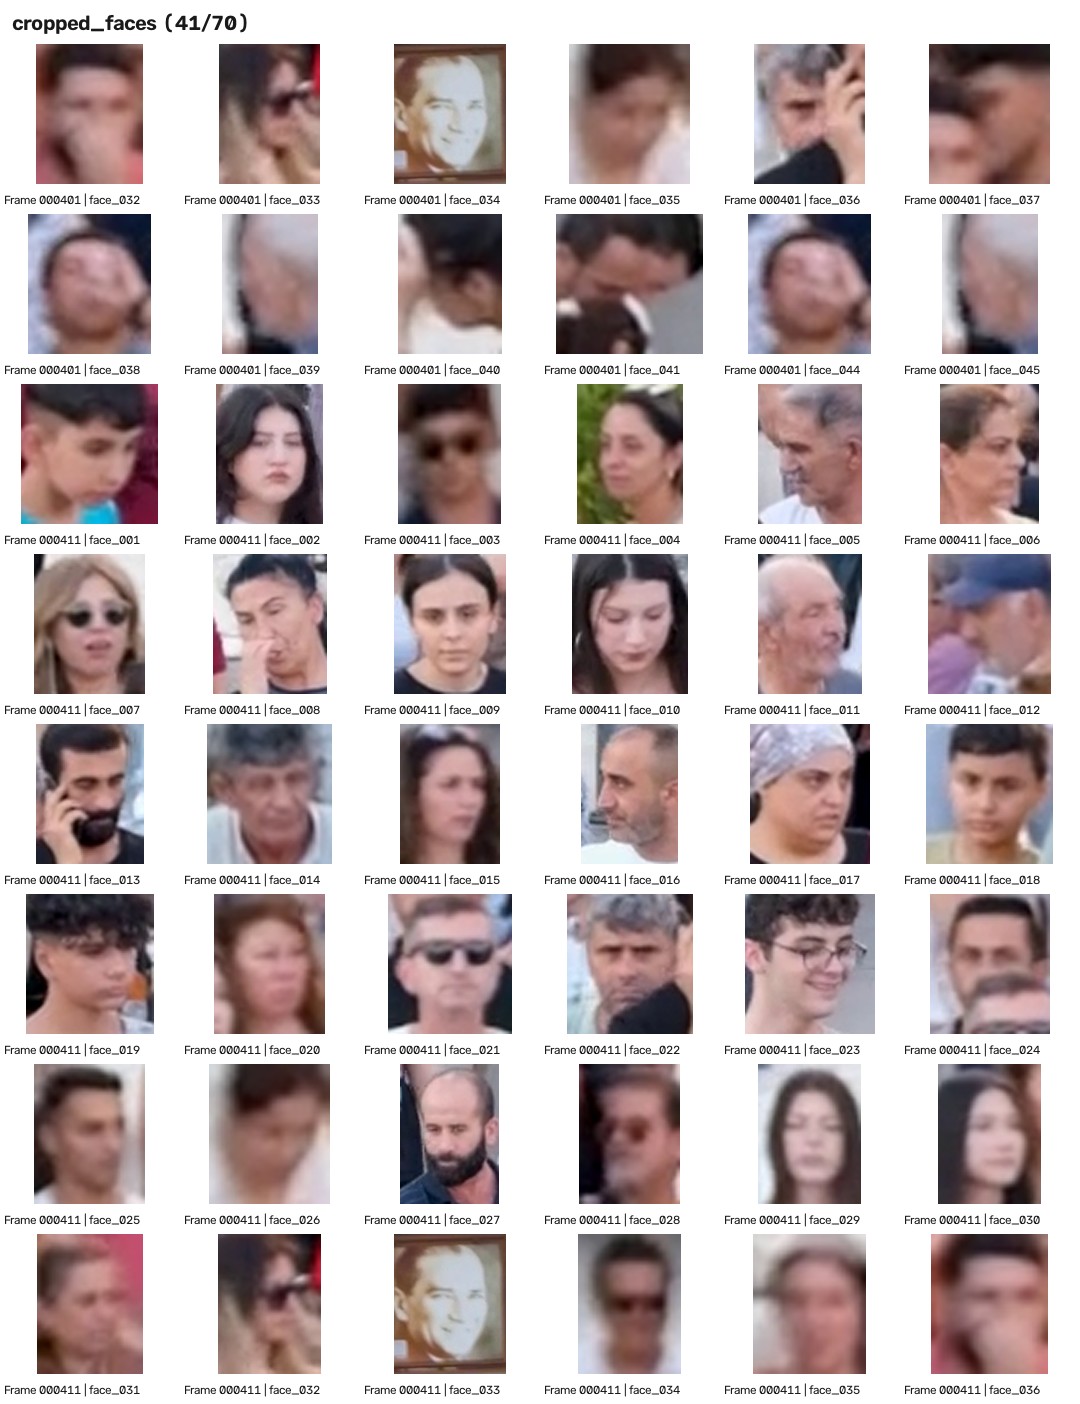 cropped_faces (41/70)
Frame 000401 | face_032 Frame 000401 | face_033 Frame 000401 | face_034 Frame 000401 | face_035 Frame 000401 | face_036 Frame 000401 | face_037
Frame 000401 | face_038 Frame 000401 | face_039 Frame 000401 | face_040 Frame 000401 | face_041 Frame 000401 | face_044 Frame 000401 | face_045
Frame 000411 | face_001 Frame 000411 | face_002 Frame 000411 | face_003 Frame 000411 | face_004 Frame 000411 | face_005 Frame 000411 | face_006
Frame 000411 | face_007 Frame 000411 | face_008 Frame 000411 | face_009 Frame 000411 | face_010 Frame 000411 | face_011 Frame 000411 | face_012
Frame 000411 | face_013 Frame 000411 | face_014 Frame 000411 | face_015 Frame 000411 | face_016 Frame 000411 | face_017 Frame 000411 | face_018
Frame 000411 | face_019 Frame 000411 | face_020 Frame 000411 | face_021 Frame 000411 | face_022 Frame 000411 | face_023 Frame 000411 | face_024
Frame 000411 | face_025 Frame 000411 | face_026 Frame 000411 | face_027 Frame 000411 | face_028 Frame 000411 | face_029 Frame 000411 | face_030
Frame 000411 | face_031 Frame 000411 | face_032 Frame 000411 | face_033 Frame 000411 | face_034 Frame 000411 | face_035 Frame 000411 | face_036